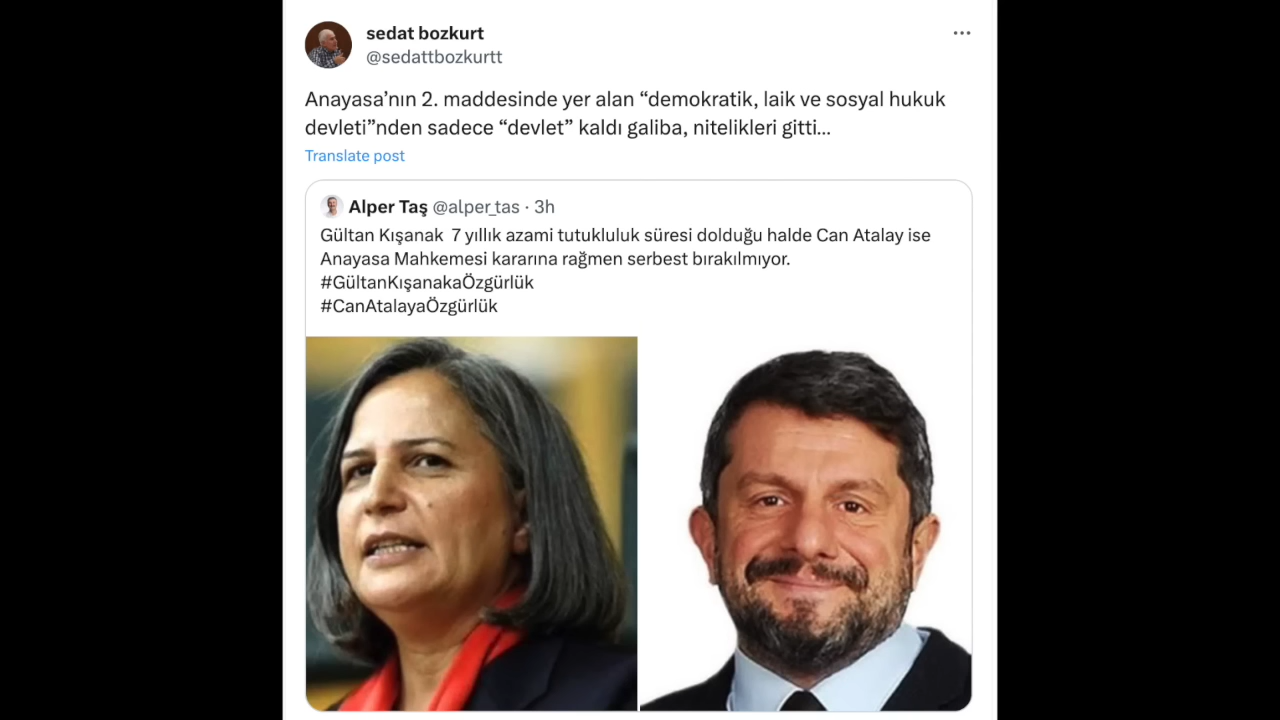 sedat bozkurt
@sedattbozkurtt
Anayasa’nın 2. maddesinde yer alan “demokratik, laik ve sosyal hukuk
devleti”nden sadece “devlet” kaldı galiba, nitelikleri gitti...
Translate post
Alper Taş @alper_tas · 3h
Gültan Kışanak 7 yıllık azami tutukluluk süresi dolduğu halde Can Atalay ise
Anayasa Mahkemesi kararına rağmen serbest bırakılmıyor.
#GültanKışanakaÖzgürlük
#CanAtalayaÖzgürlük